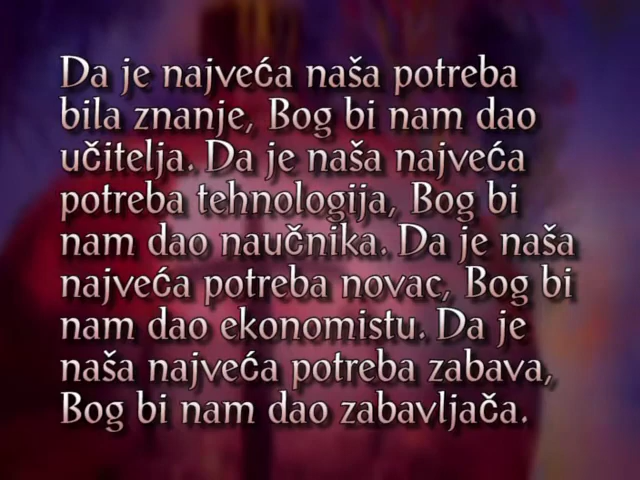 Da je najveća naša potreba
bila znanje, Bog bi nam dao
učitelja. Da je naša najveća
potreba tehnologija, Bog bi
nam dao naučnika. Da je naša
najveća potreba novac, Bog bi
nam dao ekonomistu. Da je
naša najveća potreba zabava,
Bog bi nam dao zabavljača.